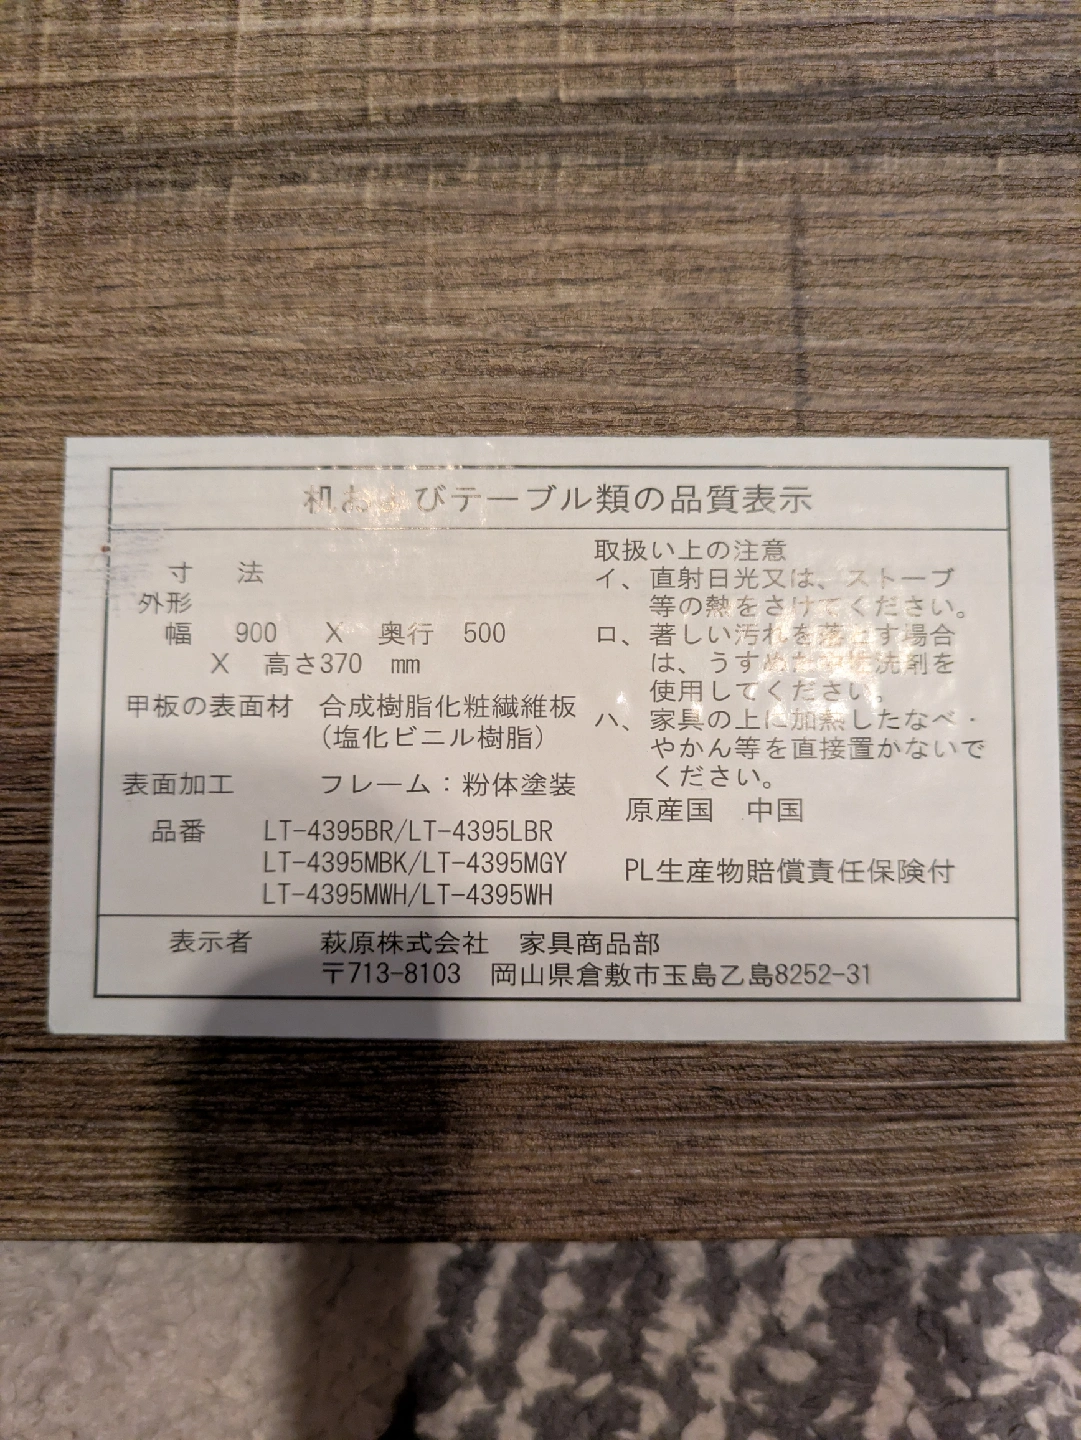 机およびテーブル類の品質表示
寸　法
外形
幅　900　X　奥行　500
X　高さ370　mm
甲板の表面材　合成樹脂化粧繊維板
（塩化ビニル樹脂）
表面加工　フレーム：粉体塗装
品番　LT-4395BR/LT-4395LBR
LT-4395MBK/LT-4395MGY
LT-4395MWH/LT-4395WH
取扱い上の注意
イ、直射日光又は、ストーブ
等の熱をさけてください。
ロ、著しい汚れを落とす場合
は、うすめた中性洗剤を
使用してください。
ハ、家具の上に加熱したなべ・
やかん等を直接置かないで
ください。
原産国　中国
PL生産物賠償責任保険付
表示者　萩原株式会社　家具商品部
〒713-8103　岡山県倉敷市玉島乙島8252-31